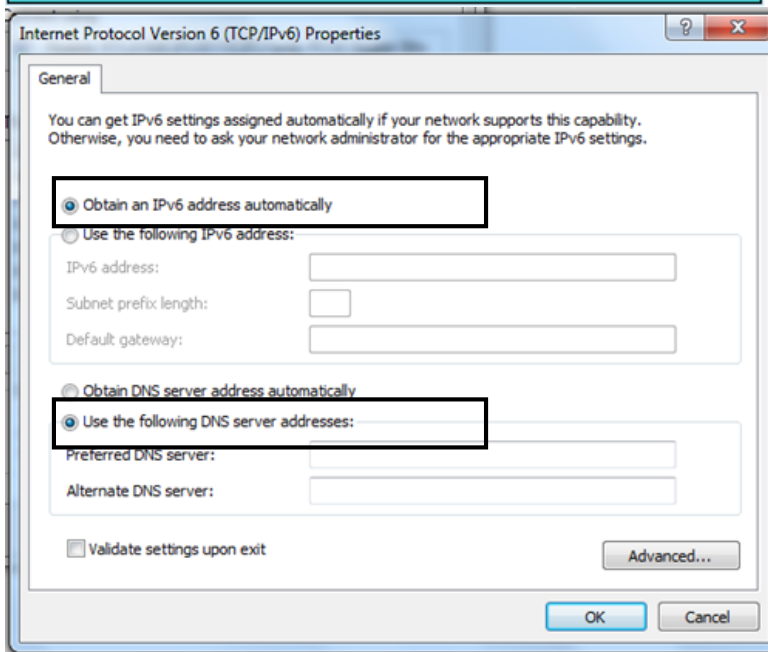 Internet Protocol Version 6 (TCP/IPv6) Properties
?
X
General
You can get IPv6 settings assigned automatically if your network supports this capability.
Otherwise, you need to ask your network administrator for the appropriate IPv6 settings.
Obtain an IPv6 address automatically
Use the following IPv6 address:
IPv6 address:
Subnet prefix length:
Default gateway:
Obtain DNS server address automatically
Use the following DNS server addresses:
Preferred DNS server:
Alternate DNS server:
Validate settings upon exit
Advanced...
OK
Cancel